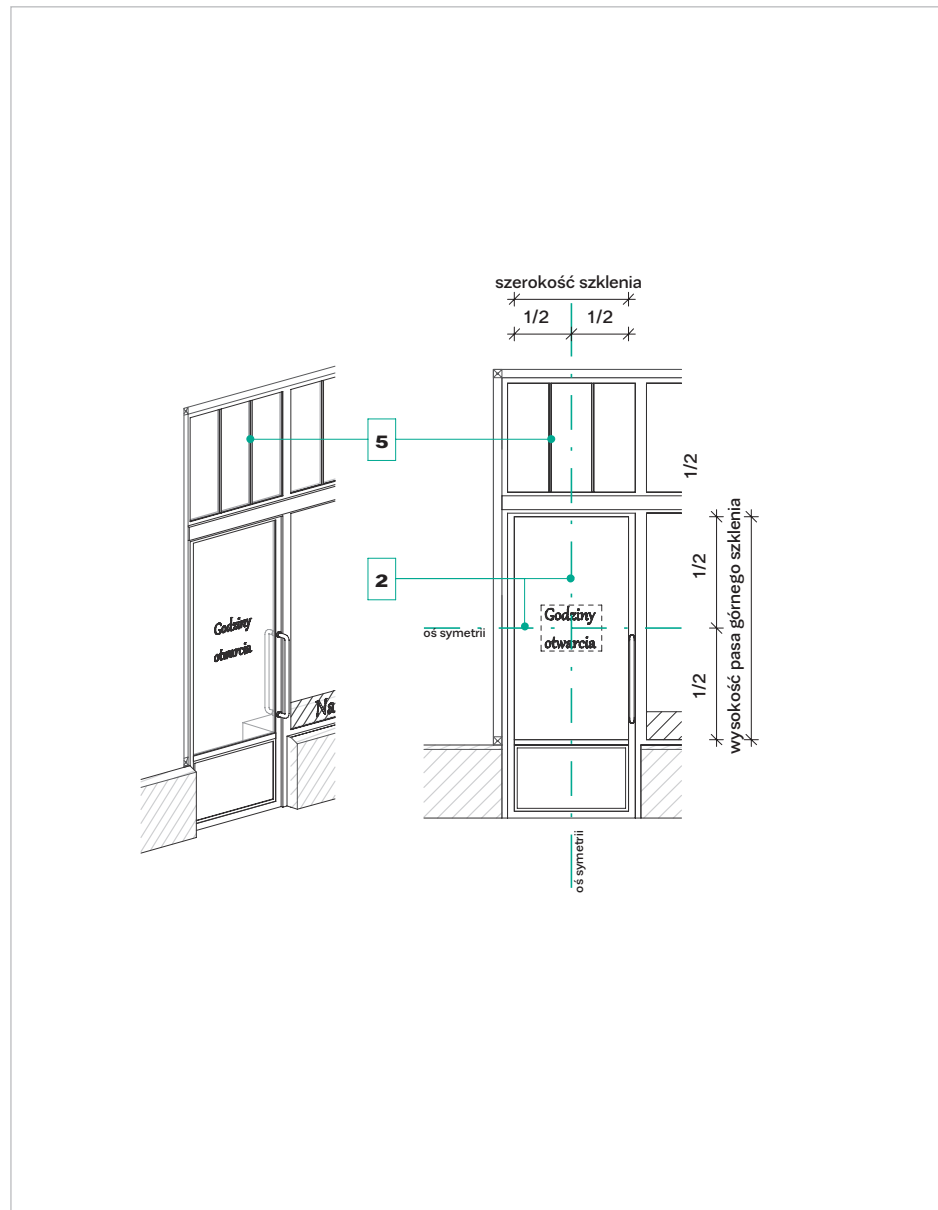 szerokość szklenia
1/2
1/2
5
1/2
1/2
wysokość pasa górnego szklenia
2
Godziny
otwarcia
oś symetrii
Godziny
otwarcia
1/2
Na
oś symetrii